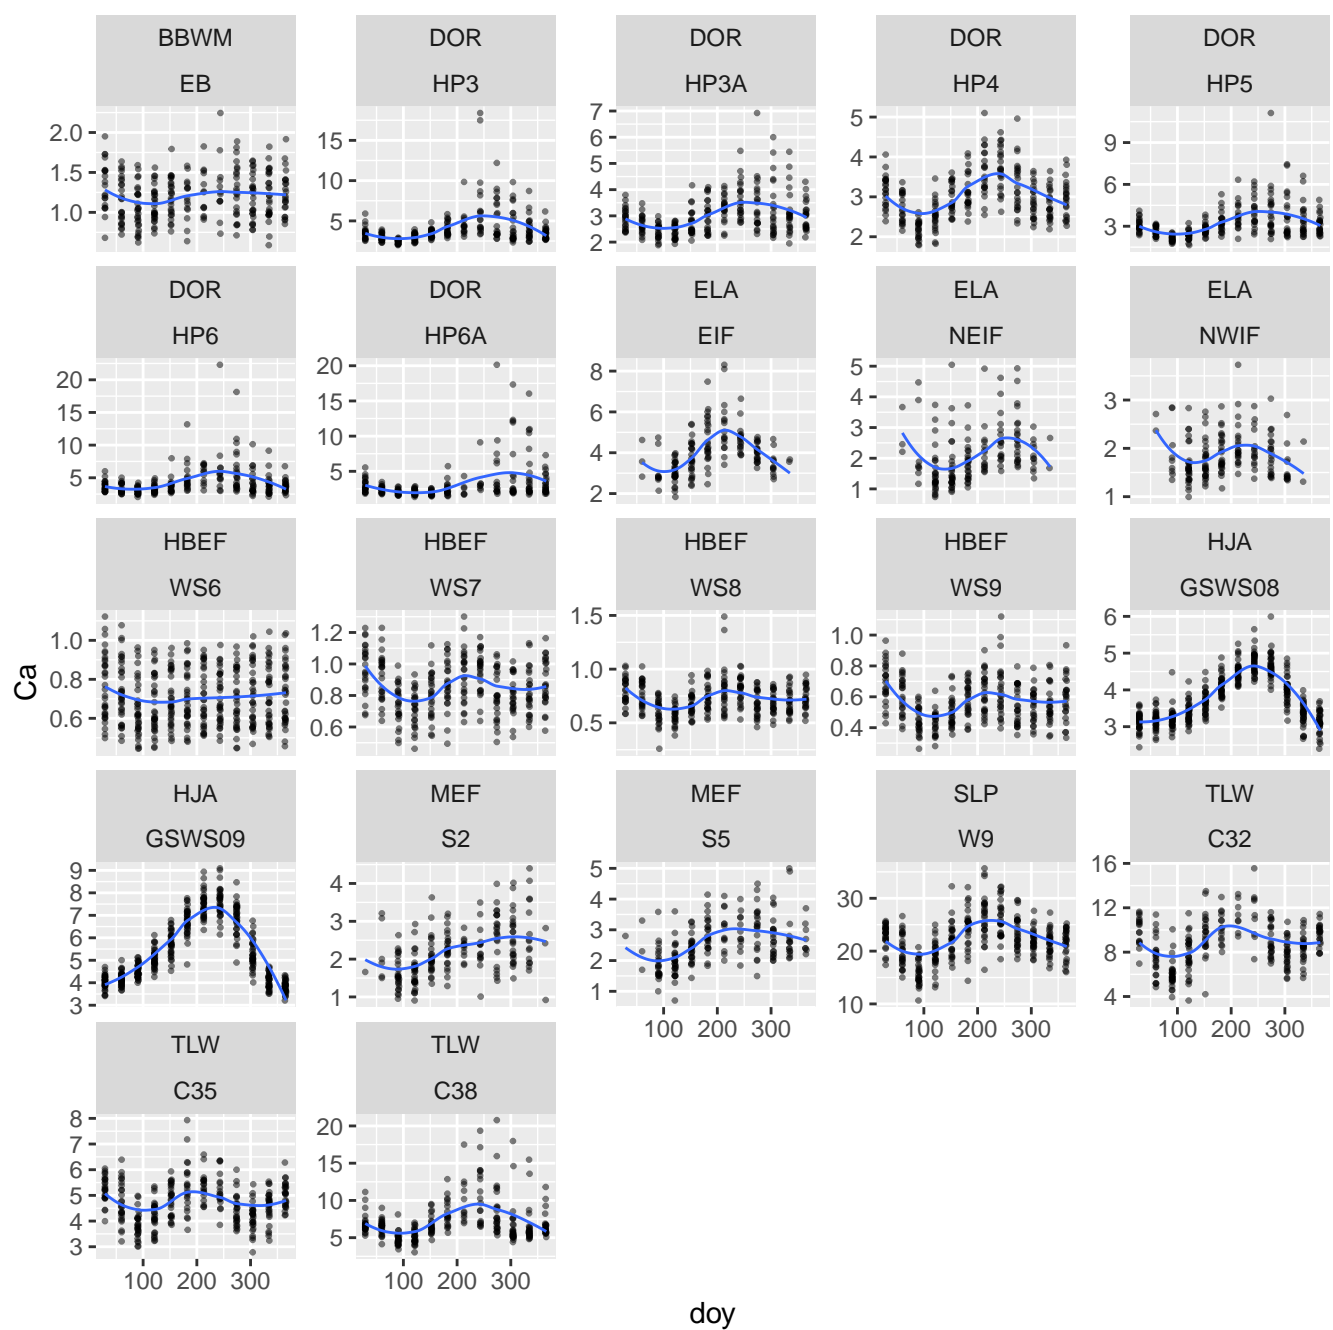 BBWM DOR DOR DOR DOR
EB HP3 HP3A HP4 HP5
2.0 1.5 1.0
15 10 5
7 6 5 4 3 2
5 4 3 2
9 6 3
DOR DOR ELA ELA ELA
HP6 HP6A EIF NEIF NWIF
20 15 10 5
20 15 10 5
8 6 4 2
5 4 3 2 1
3 2 1
HBEF HBEF HBEF HBEF HJA
WS6 WS7 WS8 WS9 GSWS08
1.0 0.8 0.6
1.2 1.0 0.8 0.6
1.5 1.0 0.5
1.0 0.8 0.6 0.4
6 5 4 3
Ca
HJA MEF MEF SLP TLW
GSWS09 S2 S5 W9 C32
9 8 7 6 5 4 3
4 3 2 1
5 4 3 2 1
30 20 10
16 12 8 4
100 200 300 100 200 300 100 200 300
TLW TLW
C35 C38
8 7 6 5 4 3
20 15 10 5
100 200 300 100 200 300
doy